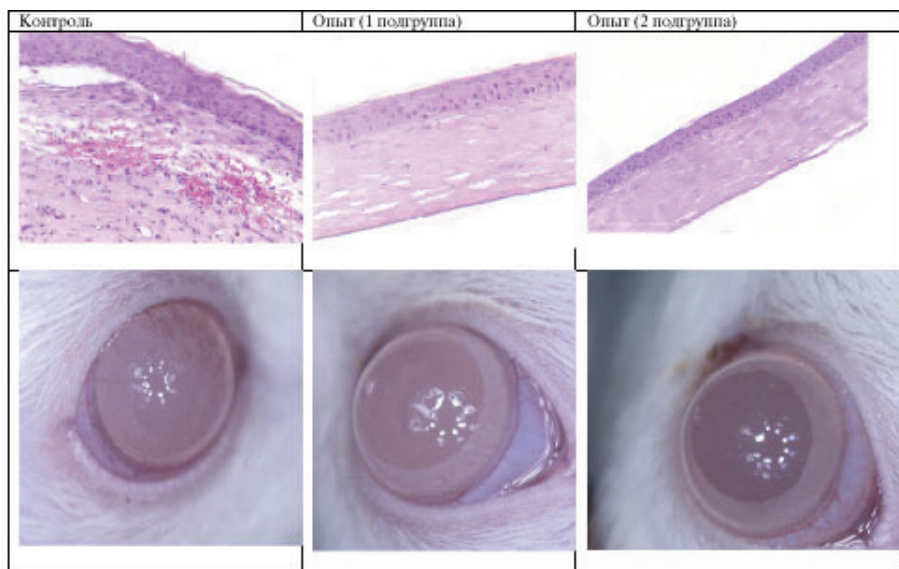 Контроль
Опыт (1 подгруппа)
Опыт (2 подгруппа)